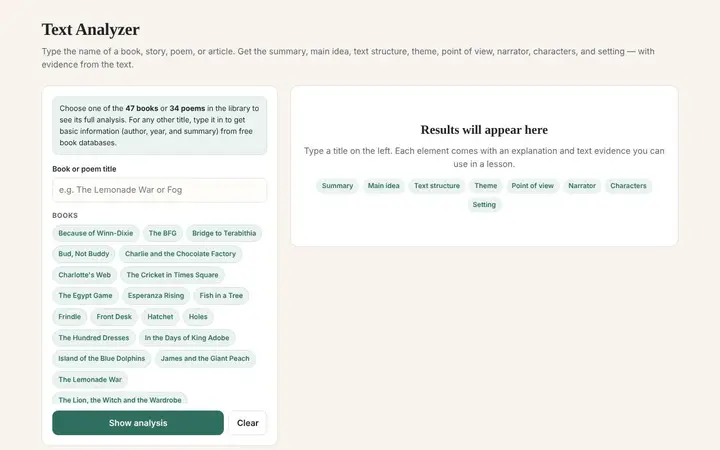 Text Analyzer
Type the name of a book, story, poem, or article. Get the summary, main idea, text structure, theme, point of view, narrator, characters, and setting — with
evidence from the text.
Choose one of the 47 books or 34 poems in the library to
see its full analysis. For any other title, type it in to get
basic information (author, year, and summary) from free
book databases.
Book or poem title
e.g. The Lemonade War or Fog
BOOKS
Because of Winn-Dixie The BFG Bridge to Terabithia
Bud, Not Buddy Charlie and the Chocolate Factory
Charlotte's Web The Cricket in Times Square
The Egypt Game Esperanza Rising Fish in a Tree
Frindle Front Desk Hatchet Holes
The Hundred Dresses In the Days of King Adobe
Island of the Blue Dolphins James and the Giant Peach
The Lemonade War
The Lion, the Witch and the Wardrobe
Show analysis Clear
Results will appear here
Type a title on the left. Each element comes with an explanation and text evidence you can
use in a lesson.
Summary Main idea Text structure Theme Point of view Narrator Characters
Setting